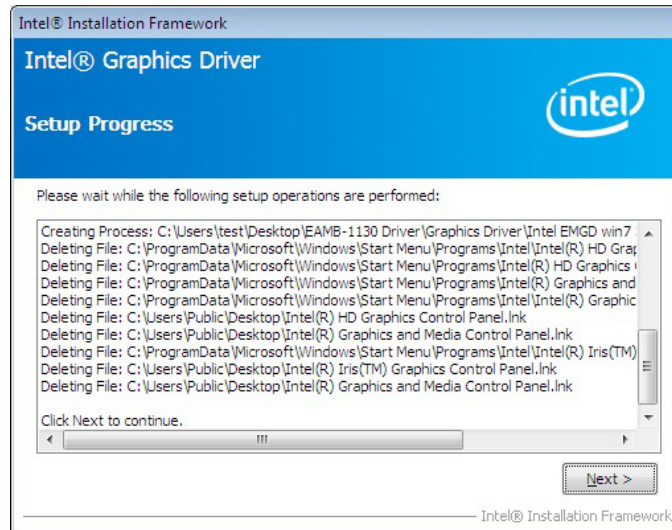 Intel® Installation Framework
Intel® Graphics Driver
intel
Setup Progress
Please wait while the following setup operations are performed:
Creating Process: C:\Users\test\Desktop\EAMB-1130 Driver\Graphics Driver\Intel EMGD win7
Deleting File: C:\ProgramData\Microsoft\Windows\Start Menu\Programs\Intel\Intel(R) HD Grap
Deleting File: C:\ProgramData\Microsoft\Windows\Start Menu\Programs\Intel(R) HD Graphics
Deleting File: C:\ProgramData\Microsoft\Windows\Start Menu\Programs\Intel(R) Graphics and
Deleting File: C:\ProgramData\Microsoft\Windows\Start Menu\Programs\Intel\Intel(R) Graphic
Deleting File: C:\Users\Public\Desktop\Intel(R) HD Graphics Control Panel.lnk
Deleting File: C:\Users\Public\Desktop\Intel(R) Graphics and Media Control Panel.lnk
Deleting File: C:\ProgramData\Microsoft\Windows\Start Menu\Programs\Intel\Intel(R) Iris(TM)
Deleting File: C:\Users\Public\Desktop\Intel(R) Iris(TM) Graphics Control Panel.lnk
Deleting File: C:\Users\Public\Desktop\Intel(R) Graphics and Media Control Panel.lnk
Click Next to continue.
Next >
Intel® Installation Framework